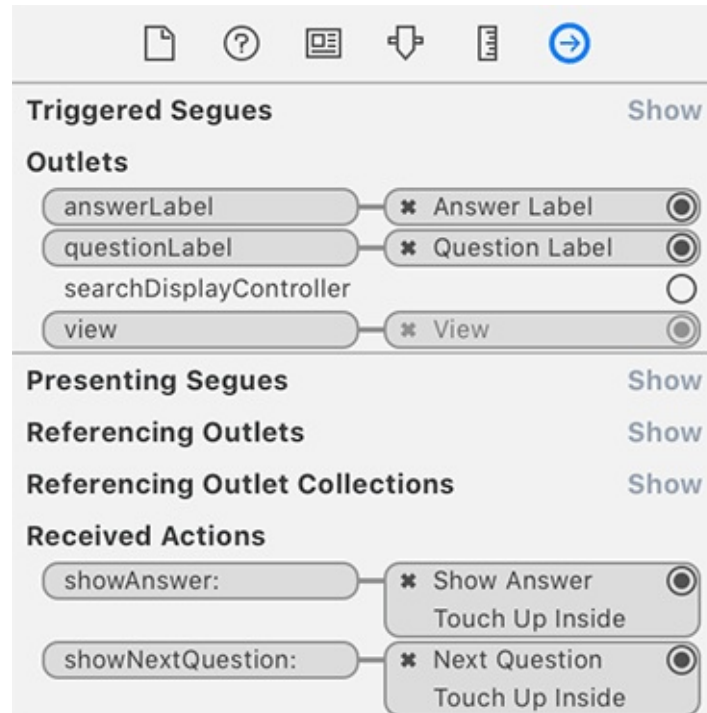 Triggered Segues Show
Outlets
answerLabel ✖ Answer Label
questionLabel ✖ Question Label
searchDisplayController
view ✖ View
Presenting Segues Show
Referencing Outlets Show
Referencing Outlet Collections Show
Received Actions
showAnswer: ✖ Show Answer
Touch Up Inside
showNextQuestion: ✖ Next Question
Touch Up Inside